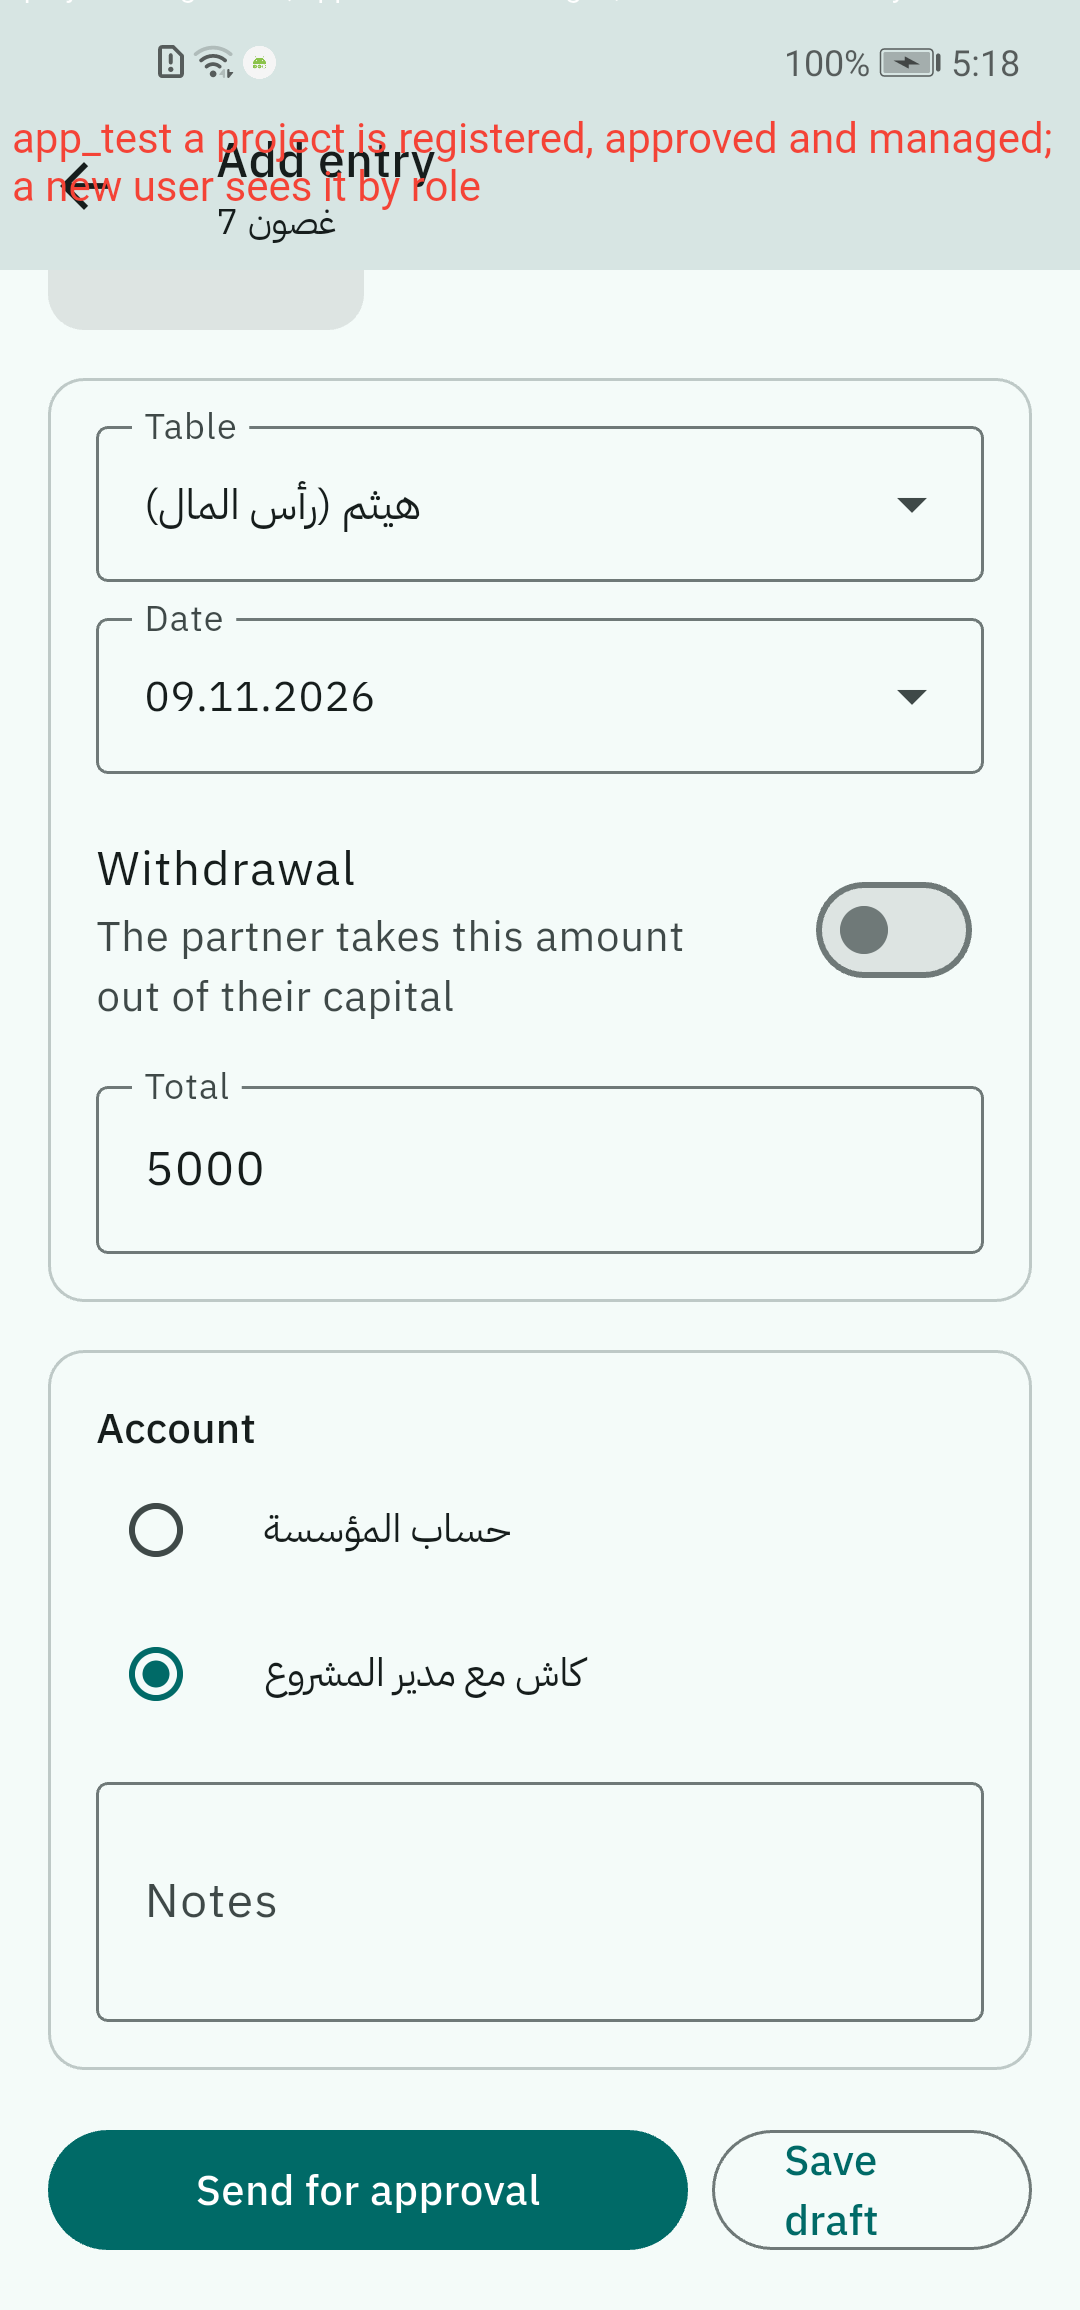 100% 5:18
app_test a project is registered, approved and managed;
a new user sees it by role
Add entry
غصون 7
Table
هيثم (رأس المال)
Date
09.11.2026
Withdrawal
The partner takes this amount
out of their capital
Total
5000
Account
حساب المؤسسة
كاش مع مدير المشروع
Notes
Send for approval
Save
draft